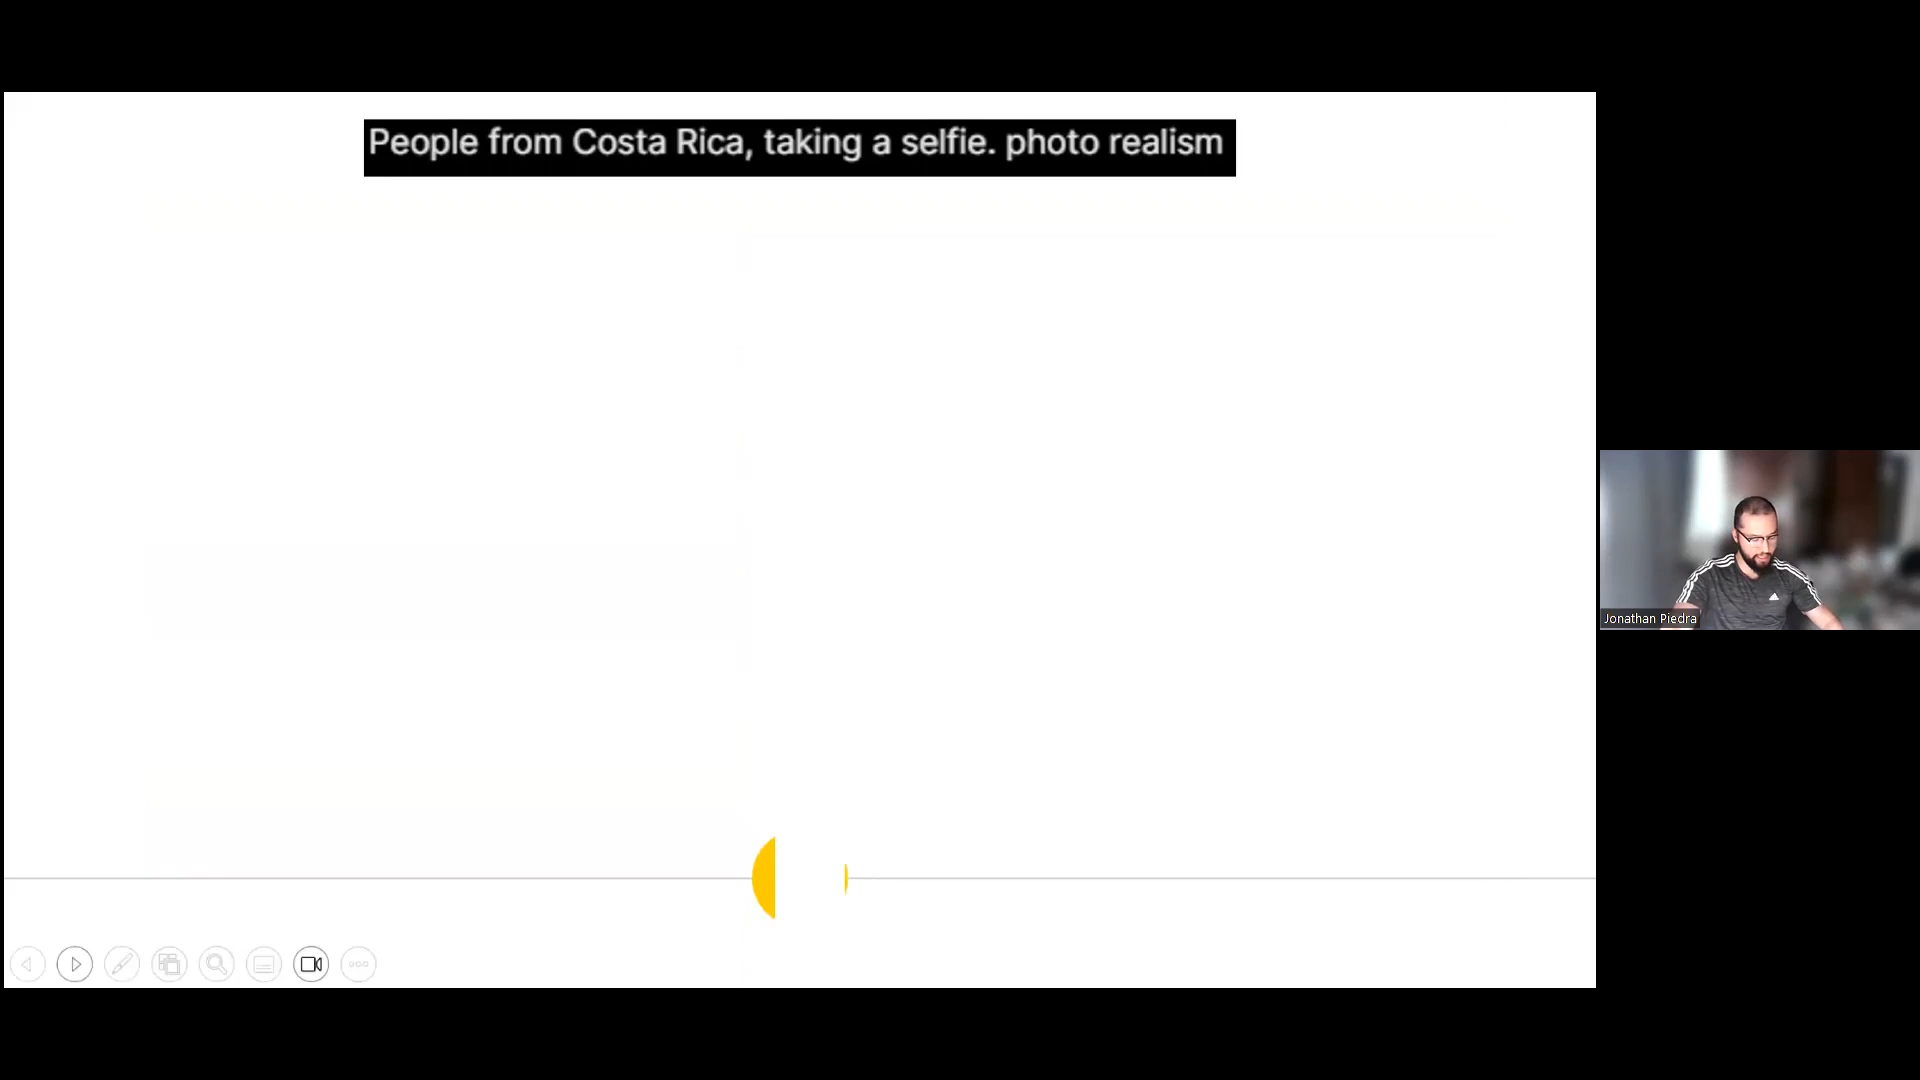 People from Costa Rica, taking a selfie. photo realism
Jonathan Piedra